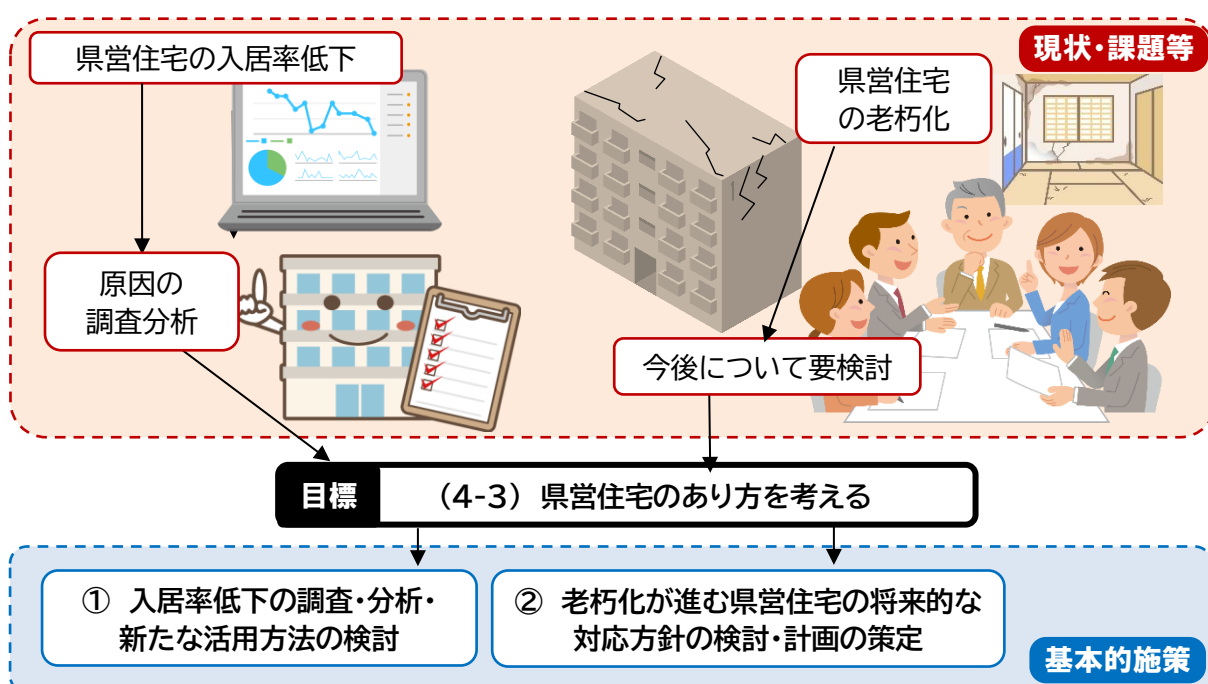 現状・課題等
県営住宅の入居率低下
県営住宅
の老朽化
原因の
調査分析
今後について要検討
目標 (4-3) 県営住宅のあり方を考える
① 入居率低下の調査・分析・
新たな活用方法の検討
② 老朽化が進む県営住宅の将来的な
対応方針の検討・計画の策定
基本的施策